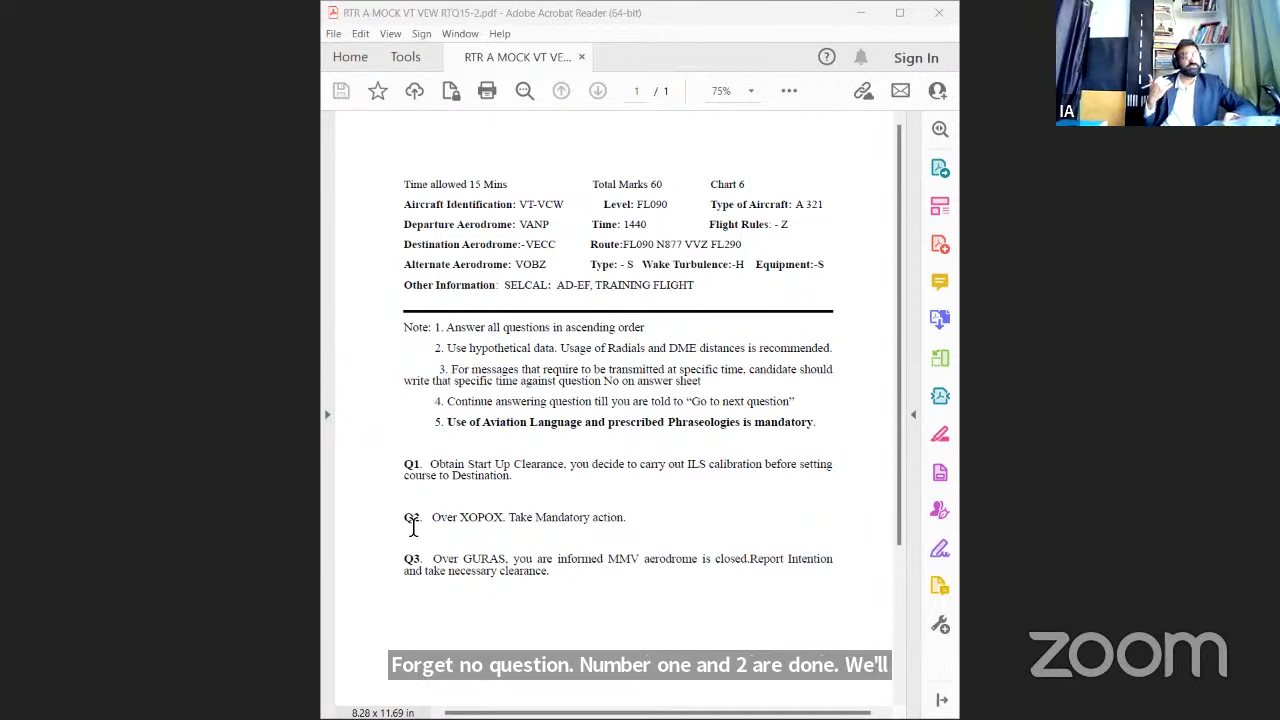 RTR A MOCK VT VEW RTQ15-2.pdf - Adobe Acrobat Reader (64-bit)
File Edit View Sign Window Help
Home Tools RTR A MOCK VT VE... × Sign In
1 / 1 75%
IA
Time allowed 15 Mins Total Marks 60 Chart 6
Aircraft Identification: VT-VCW Level: FL090 Type of Aircraft: A 321
Departure Aerodrome: VANP Time: 1440 Flight Rules: - Z
Destination Aerodrome:-VECC Route:FL090 N877 VVZ FL290
Alternate Aerodrome: VOBZ Type: - S Wake Turbulence:-H Equipment:-S
Other Information: SELCAL: AD-EF, TRAINING FLIGHT
Note: 1. Answer all questions in ascending order
2. Use hypothetical data. Usage of Radials and DME distances is recommended.
3. For messages that require to be transmitted at specific time, candidate should
write that specific time against question No on answer sheet
4. Continue answering question till you are told to “Go to next question”
5. Use of Aviation Language and prescribed Phraseologies is mandatory.
Q1. Obtain Start Up Clearance, you decide to carry out ILS calibration before setting
course to Destination.
Q2. Over XOPOX. Take Mandatory action.
Q3. Over GURAS, you are informed MMV aerodrome is closed.Report Intention
and take necessary clearance.
Forget no question. Number one and 2 are done. We'll
zoom
8.28 x 11.69 in